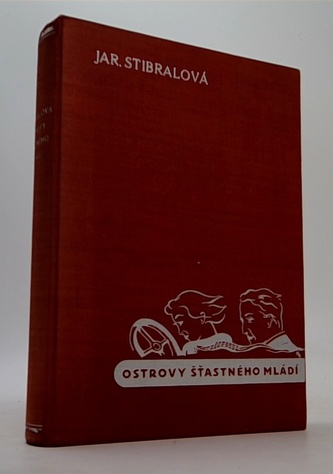 JAR. STIBRALOVÁ
OSTROVY ŠŤASTNÉHO MLÁDÍ